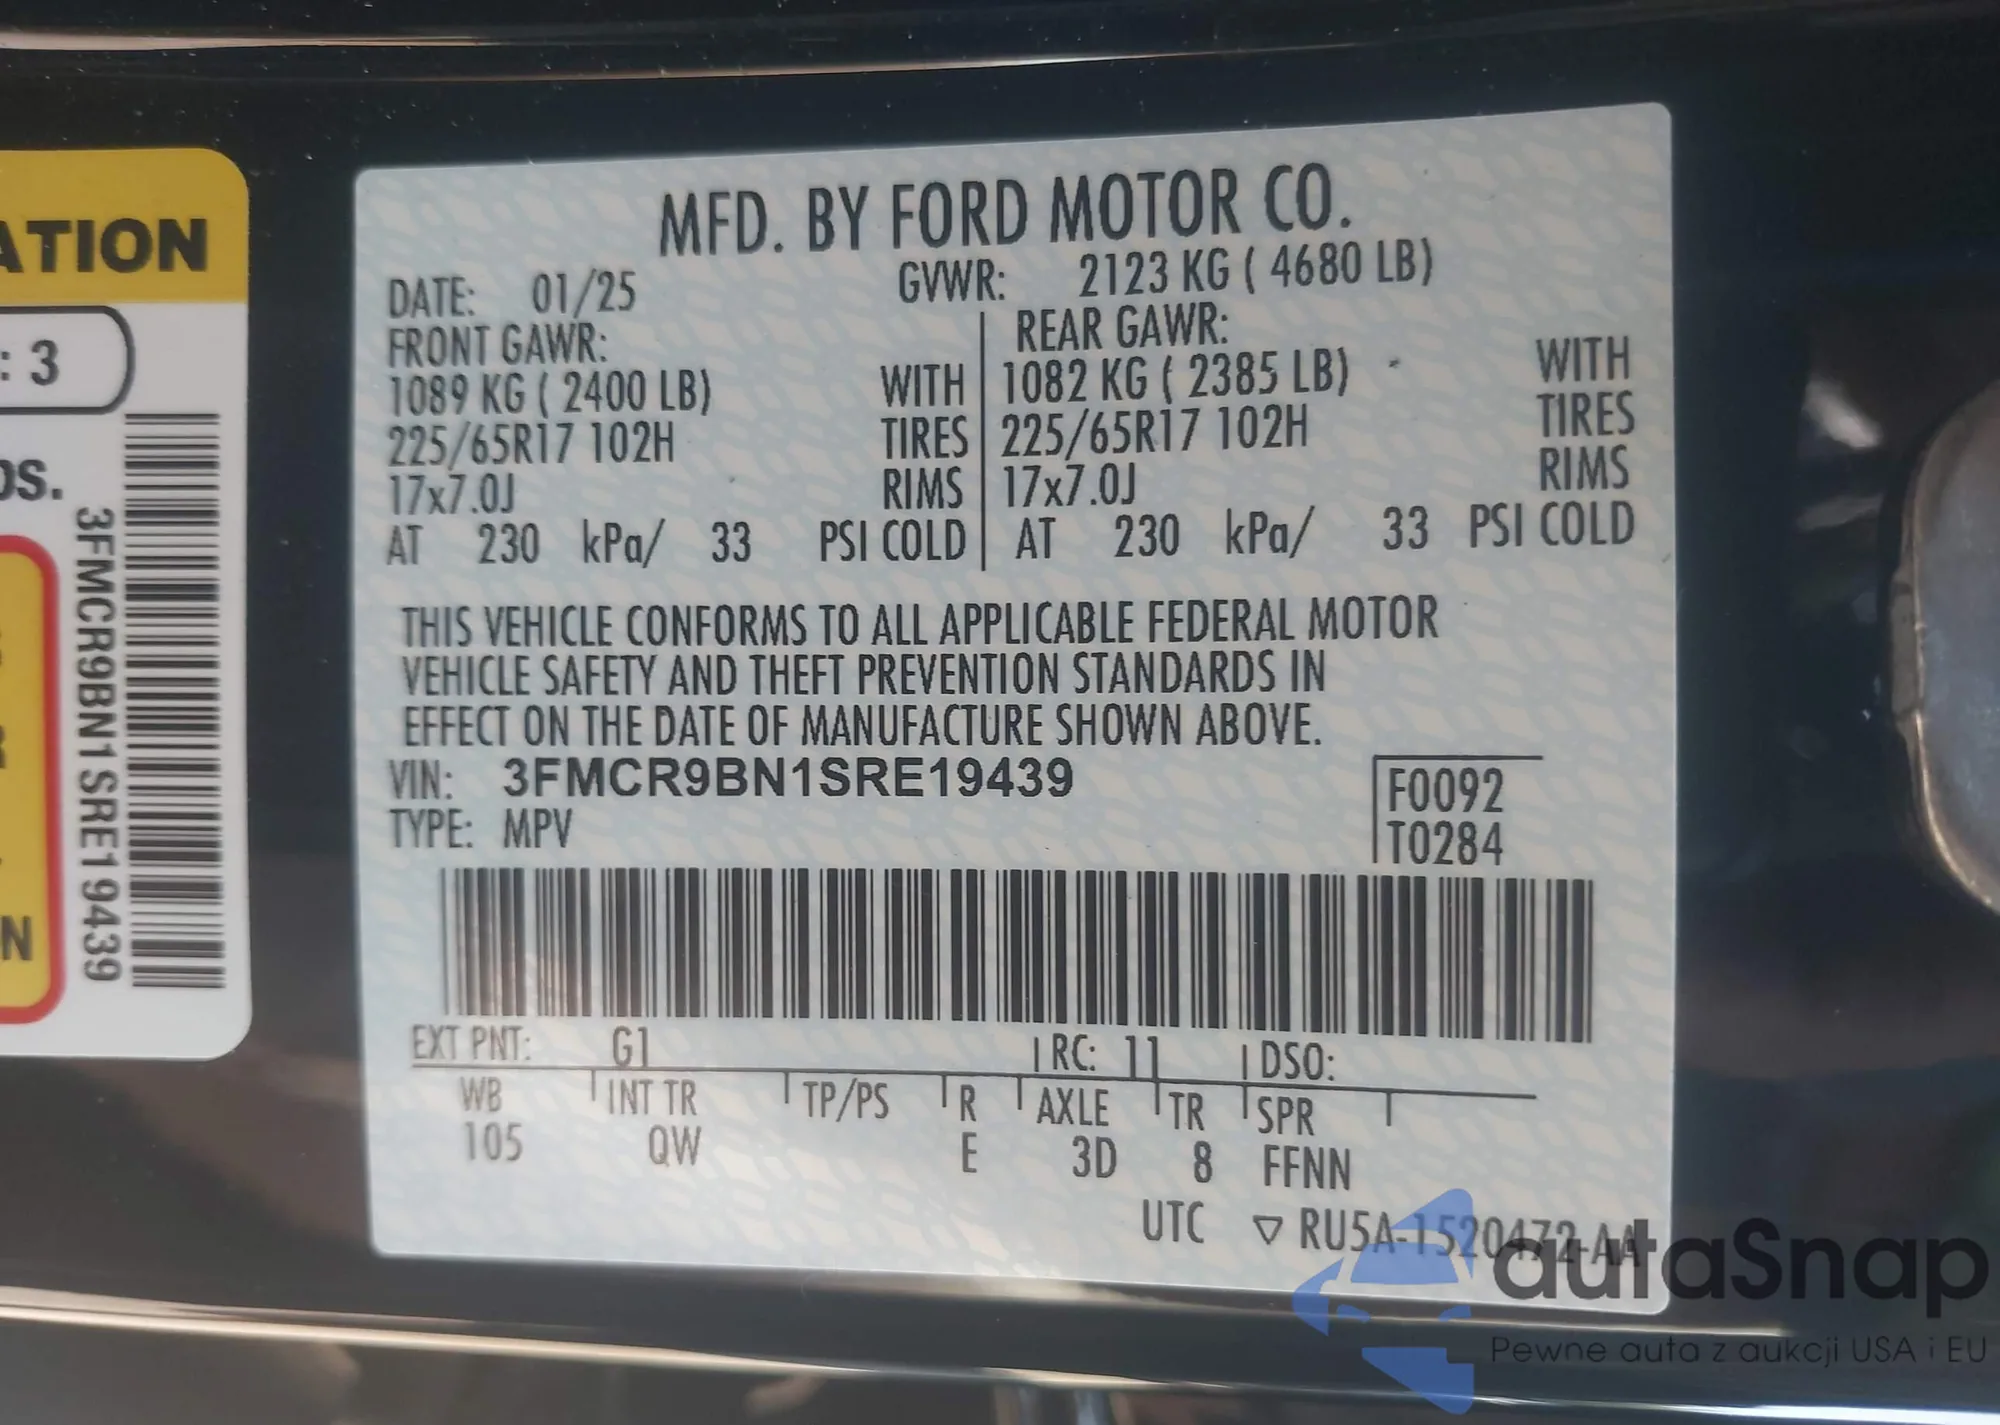 ATION
: 3
3FMCR9BN1SRE19439
N
MFD. BY FORD MOTOR CO.
DATE: 01/25 GVWR: 2123 KG ( 4680 LB)
FRONT GAWR: REAR GAWR:
1089 KG ( 2400 LB) WITH 1082 KG ( 2385 LB) WITH
225/65R17 102H TIRES 225/65R17 102H TIRES
17x7.0J RIMS 17x7.0J RIMS
AT 230 kPa/ 33 PSI COLD AT 230 kPa/ 33 PSI COLD
THIS VEHICLE CONFORMS TO ALL APPLICABLE FEDERAL MOTOR
VEHICLE SAFETY AND THEFT PREVENTION STANDARDS IN
EFFECT ON THE DATE OF MANUFACTURE SHOWN ABOVE.
VIN: 3FMCR9BN1SRE19439 F0092
TYPE: MPV T0284
EXT PNT: G1 RC: 11 DSO:
WB INT TR TP/PS R AXLE TR SPR
105 QW E 3D 8 FFNN
UTC ▽ RU5A-1520472-AA
autaSnap
Pewne auta z aukcji USA i EU